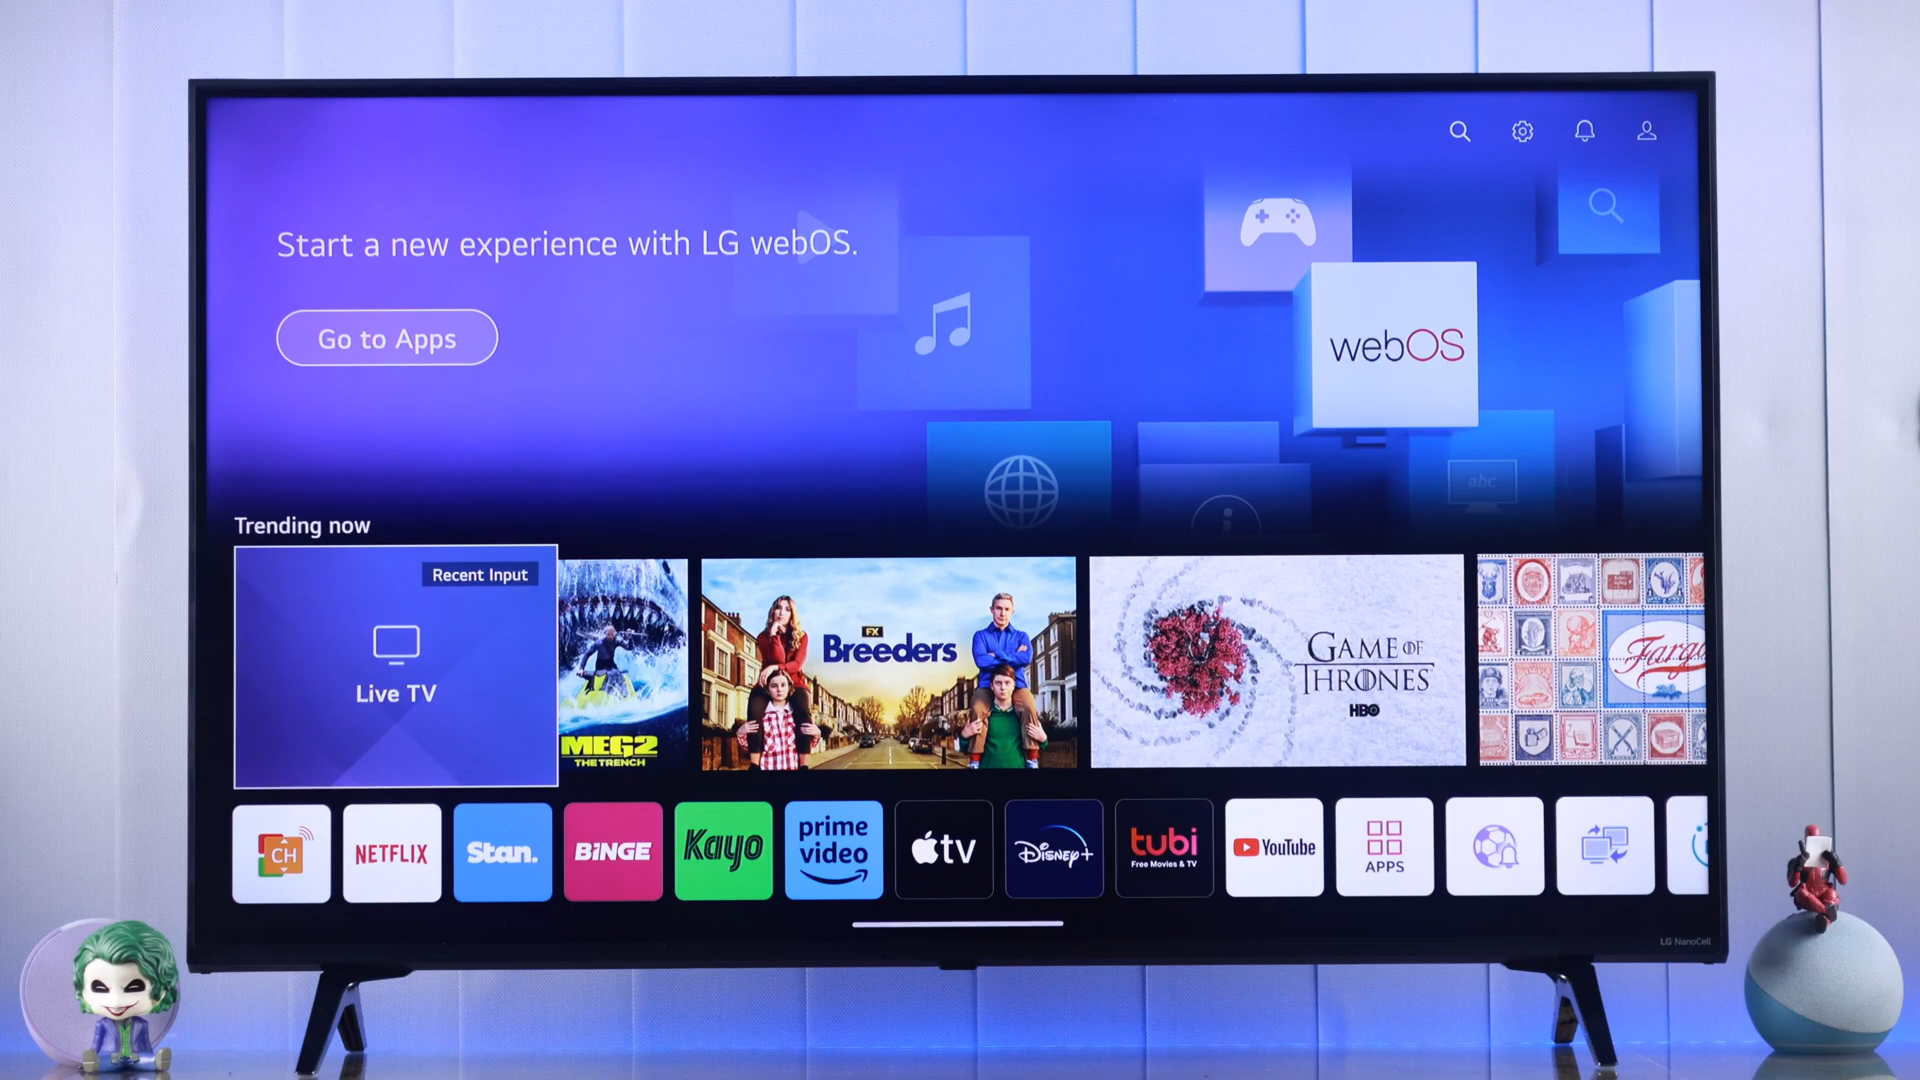 Start a new experience with LG webOS.
Go to Apps
webOS
abc
Trending now
Recent Input
Live TV
MEG2
THE TRENCH
FX
Breeders
GAME OF
THRONES
HBO
CH
NETFLIX
Stan.
BINGE
Kayo
prime
video
tv
Disney+
tubi
Free Movies & TV
YouTube
APPS
LG NanoCell